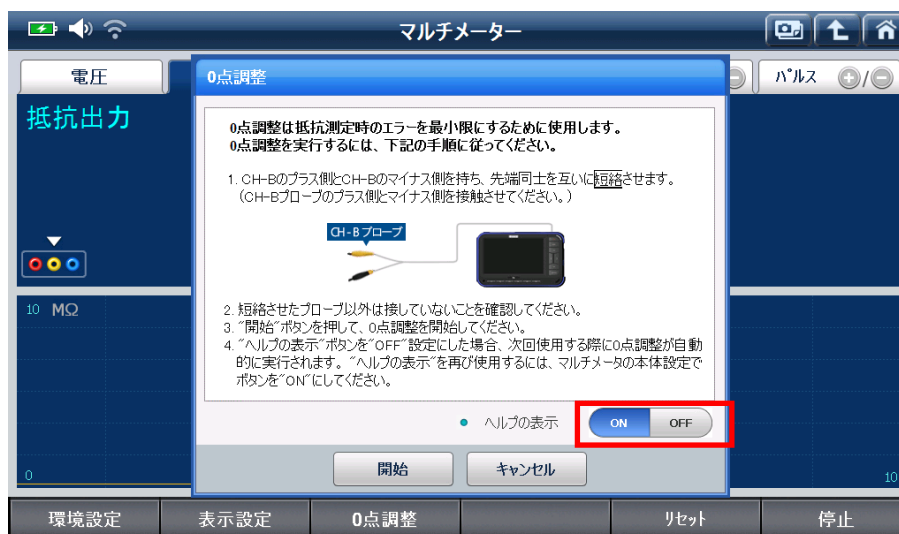 マルチメーター
電圧
パルス
抵抗出力
0点調整
0点調整は抵抗測定時のエラーを最小限にするために使用します。
0点調整を実行するには、下記の手順に従ってください。
1. CH-Bのプラス側とCH-Bのマイナス側を持ち、先端同士を互いに短絡させます。
（CH-Bプローブのプラス側とマイナス側を接触させてください。）
CH-Bプローブ
2. 短絡させたプローブ以外は接していないことを確認してください。
3. ″開始″ボタンを押して、0点調整を開始してください。
4. ″ヘルプの表示″ボタンを″OFF″設定にした場合、次回使用する際に0点調整が自動
的に実行されます。″ヘルプの表示″を再び使用するには、マルチメータの本体設定で
ボタンを″ON″にしてください。
ヘルプの表示 ON OFF
開始 キャンセル
10 MΩ
0
10
環境設定 表示設定 0点調整 リセット 停止